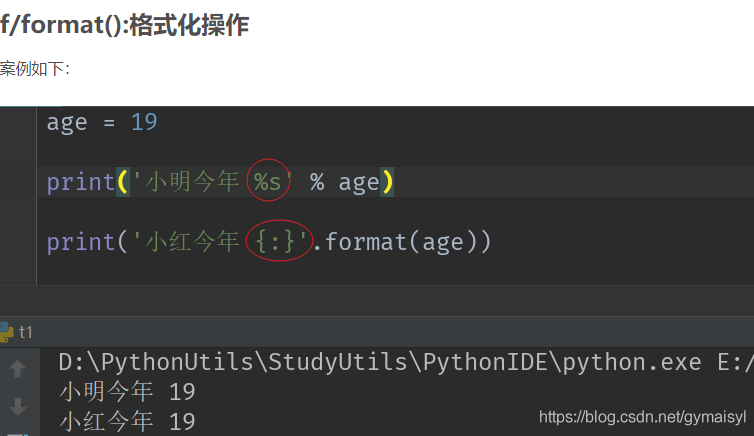 f/format():格式化操作
案例如下：
age = 19
print('小明今年 %s' % age)
print('小红今年 {:}'.format(age))
t1
D:\PythonUtils\StudyUtils\PythonIDE\python.exe E:/
小明今年 19
小红今年 19
https://blog.csdn.net/gymaisyl